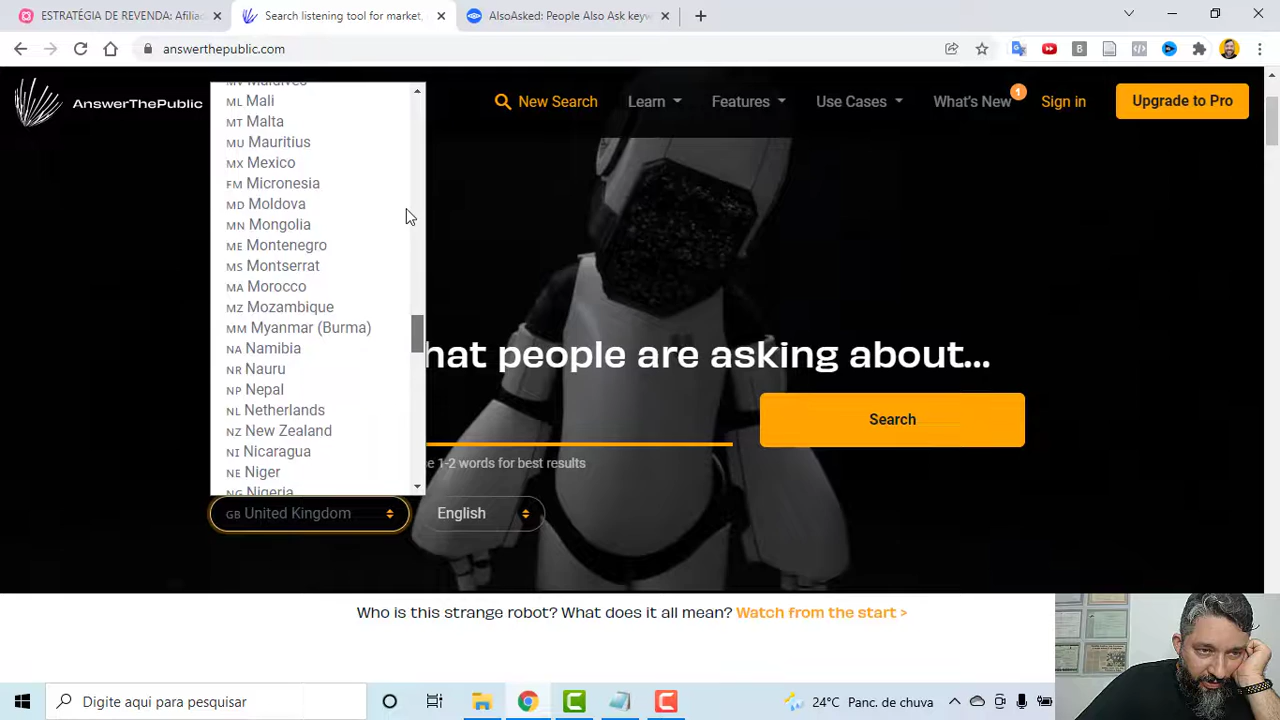 ESTRATÉGIA DE REVENDA: Afiliad
Search listening tool for market,
AlsoAsked: People Also Ask keyw
answerthepublic.com
AnswerThePublic
New Search
Learn
Features
Use Cases
What's New
1
Sign in
Upgrade to Pro
MV Maldives
ML Mali
MT Malta
MU Mauritius
MX Mexico
FM Micronesia
MD Moldova
MN Mongolia
ME Montenegro
MS Montserrat
MA Morocco
MZ Mozambique
MM Myanmar (Burma)
NA Namibia
NR Nauru
NP Nepal
NL Netherlands
NZ New Zealand
NI Nicaragua
NE Niger
NG Nigeria
hat people are asking about...
Search
e 1-2 words for best results
GB United Kingdom
English
Who is this strange robot? What does it all mean? Watch from the start >
Digite aqui para pesquisar
24°C Panc. de chuva